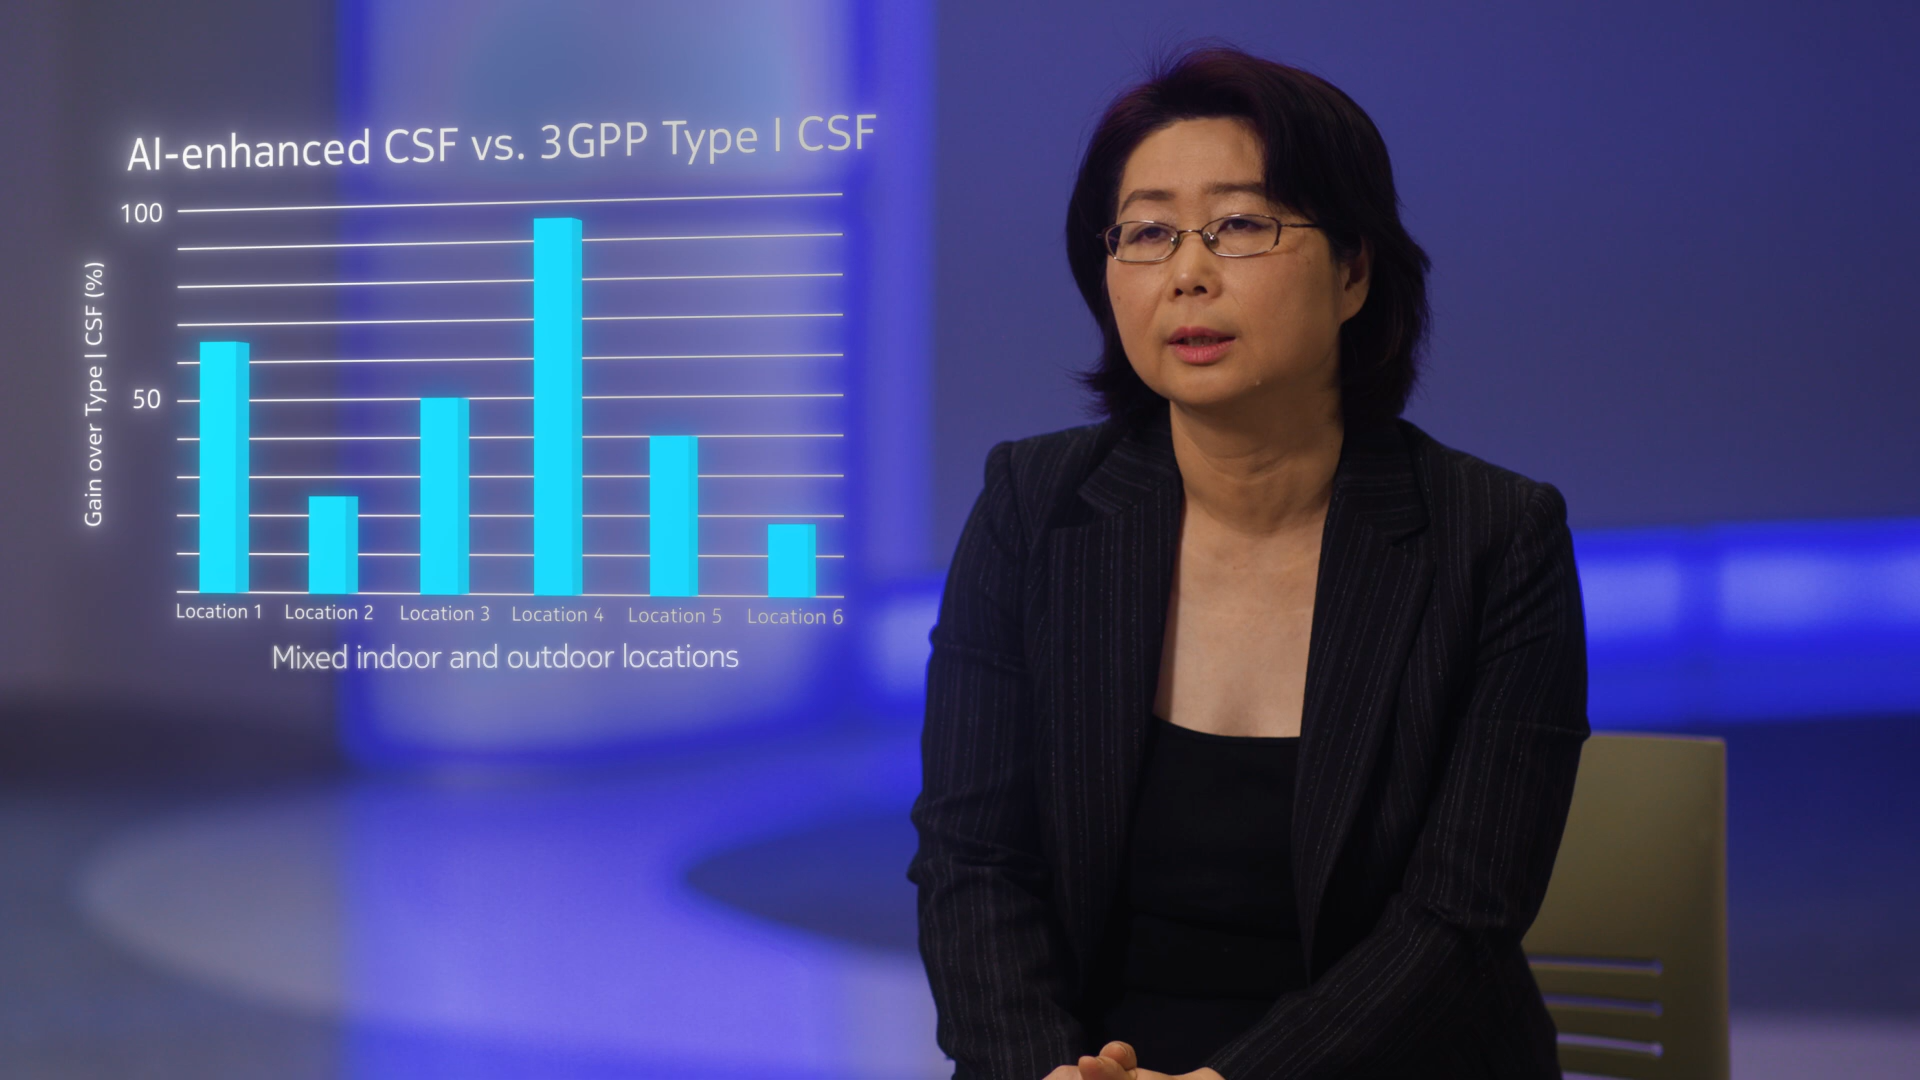 AI-enhanced CSF vs. 3GPP Type I CSF
100
50
Gain over Type I CSF (%)
Location 1 Location 2 Location 3 Location 4 Location 5 Location 6
Mixed indoor and outdoor locations